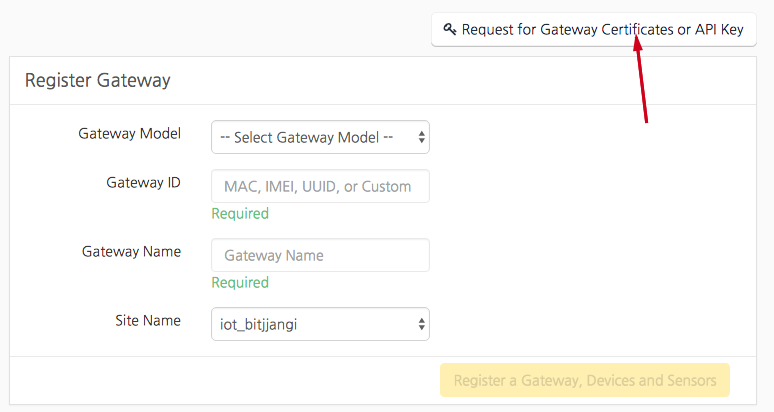 Request for Gateway Certificates or API Key
Register Gateway
Gateway Model
-- Select Gateway Model --
Gateway ID
MAC, IMEI, UUID, or Custom
Required
Gateway Name
Gateway Name
Required
Site Name
iot_bitjjangi
Register a Gateway, Devices and Sensors